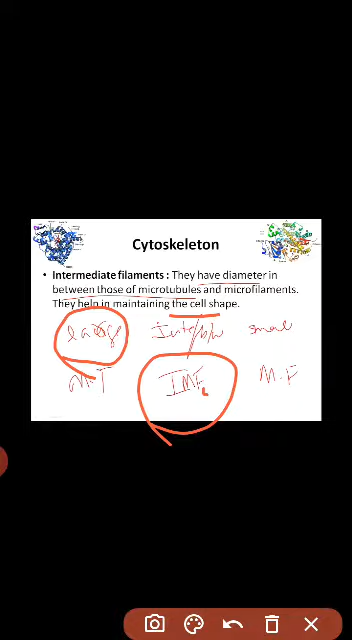 Cytoskeleton
• Intermediate filaments : They have diameter in
between those of microtubules and microfilaments.
They help in maintaining the cell shape.
large small
M.T IMF M.F